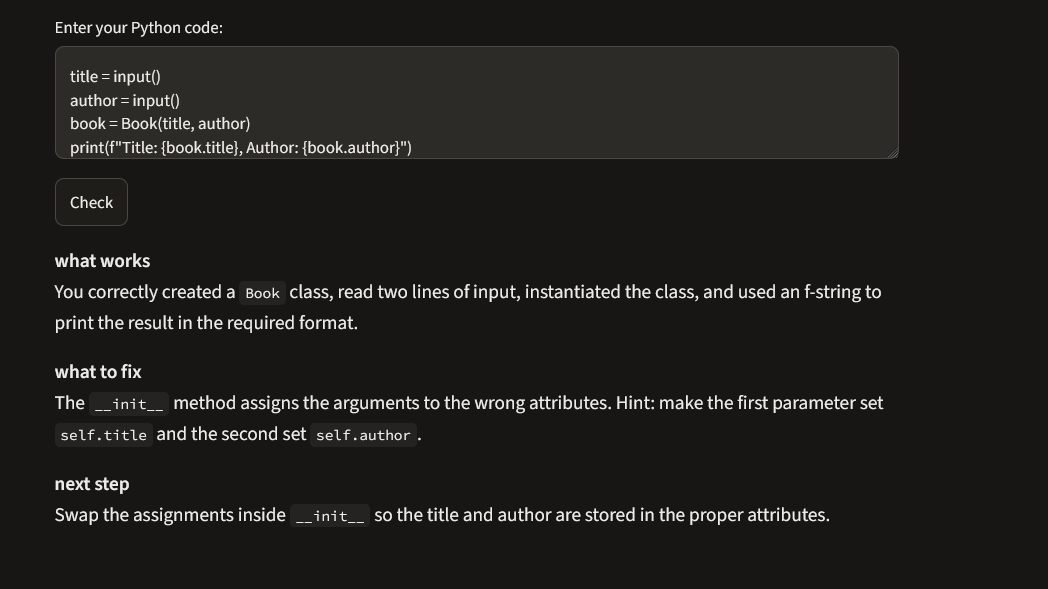 Enter your Python code:
title = input()
author = input()
book = Book(title, author)
print(f"Title: {book.title}, Author: {book.author}")
Check
what works
You correctly created a Book class, read two lines of input, instantiated the class, and used an f-string to
print the result in the required format.
what to fix
The __init__ method assigns the arguments to the wrong attributes. Hint: make the first parameter set
self.title and the second set self.author.
next step
Swap the assignments inside __init__ so the title and author are stored in the proper attributes.